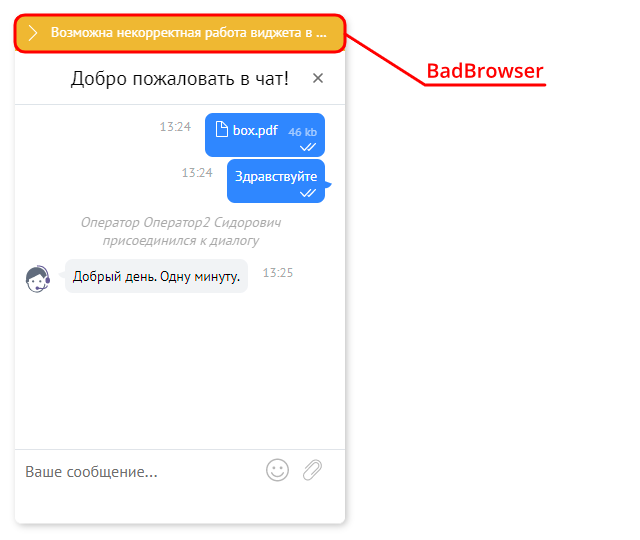 Возможна некорректная работа виджета в ...
BadBrowser
Добро пожаловать в чат!
13:24
box.pdf 46 kb
13:24
Здравствуйте
Оператор Оператор2 Сидорович
присоединился к диалогу
Добрый день. Одну минуту.
13:25
Ваше сообщение...